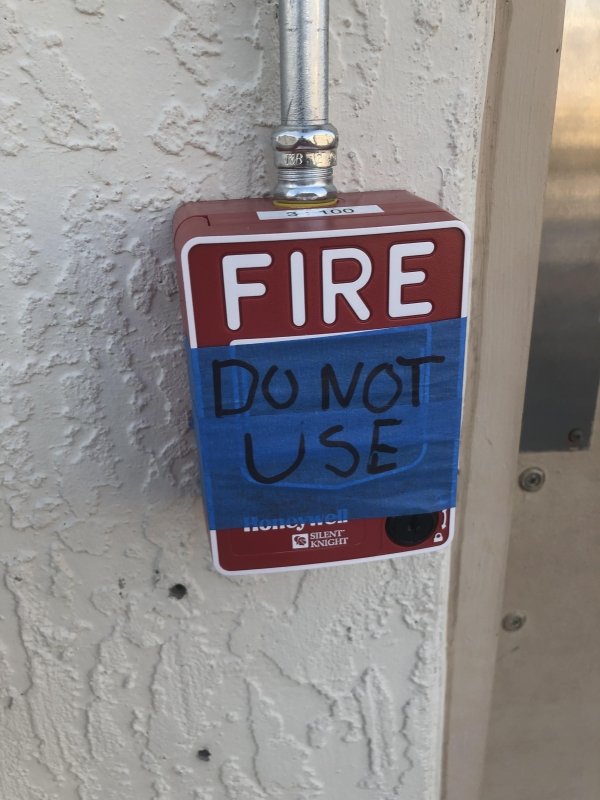 3 : 100
FIRE
DO NOT
USE
Honeywell
SILENT
KNIGHT